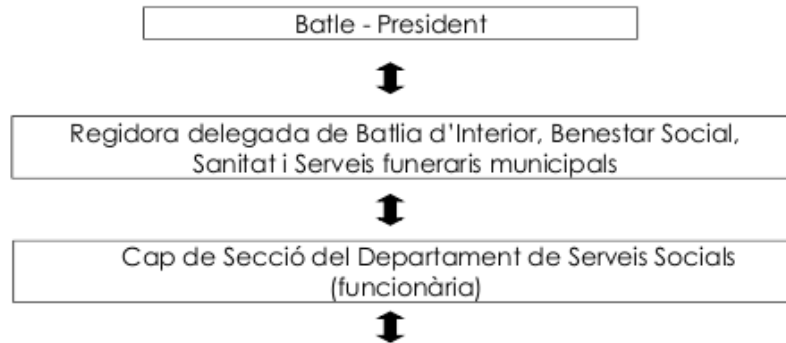 Batle - President
Regidora delegada de Batlia d'Interior, Benestar Social,
Sanitat i Serveis funeraris municipals
Cap de Secció del Departament de Serveis Socials
(funcionària)